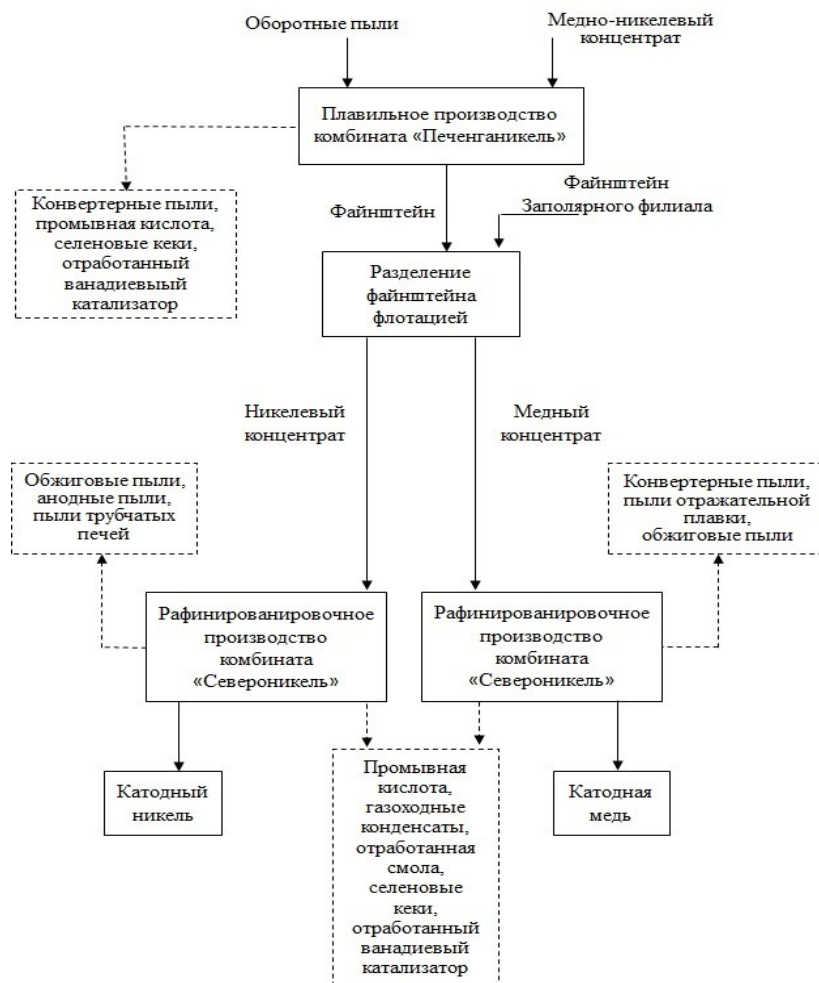 Оборотные пыли
Медно-никелевый
концентрат
Плавильное производство
комбината «Печенганикель»
Конвертерные пыли,
промывная кислота,
селеновые кеки,
отработанный
ванадиевыый
катализатор
Файнштейн
Файнштейн
Заполярного филиала
Разделение
файнштейна
флотацией
Никелевый
концентрат
Медный
концентрат
Обжиговые пыли,
анодные пыли,
пыли трубчатых
печей
Конвертерные пыли,
пыли отражательной
плавки,
обжиговые пыли
Рафинированировочное
производство
комбината
«Североникель»
Рафинированировочное
производство
комбината
«Североникель»
Катодный
никель
Промывная
кислота,
газоходные
конденсаты,
отработанная
смола,
селеновые
кеки,
отработанный
ванадиевый
катализатор
Катодная
медь